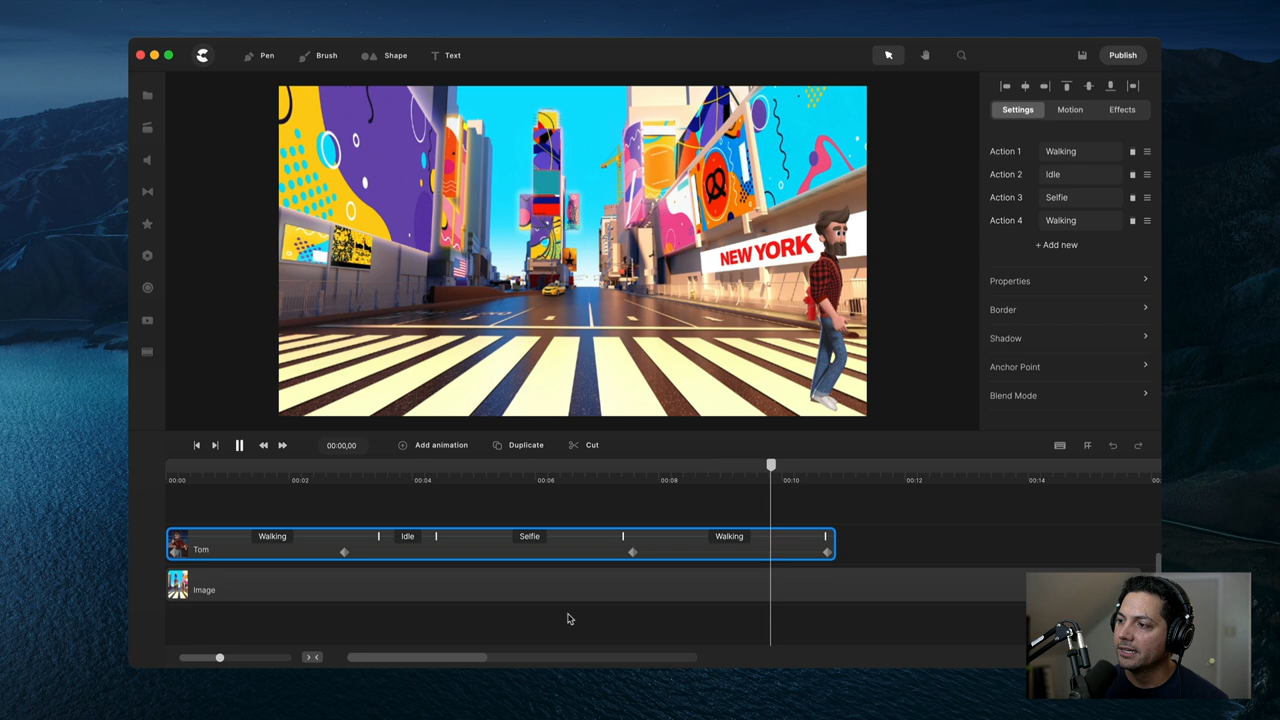 Pen Brush Shape Text
Publish
Settings Motion Effects
Action 1 Walking
Action 2 Idle
Action 3 Selfie
Action 4 Walking
+ Add new
Properties
Border
Shadow
Anchor Point
Blend Mode
NEW YORK
00:00,00 Add animation Duplicate Cut
00:00 00:02 00:04 00:06 00:08 00:10 00:12 00:14
Walking Idle Selfie Walking
Tom
Image